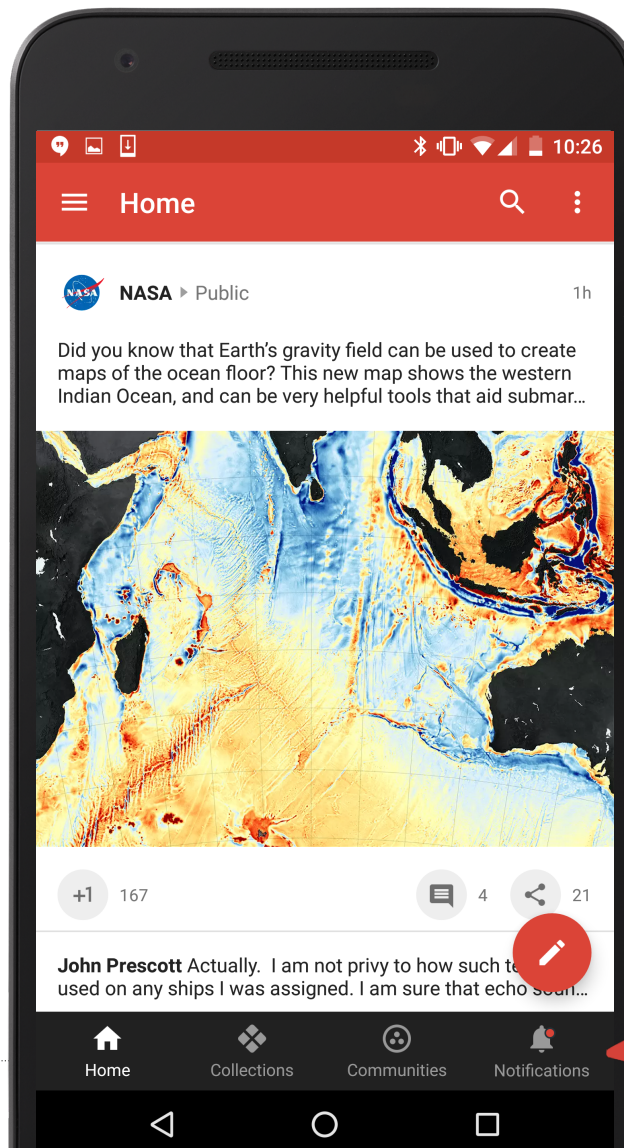 10:26
Home
NASA
NASA Public
1h
Did you know that Earth's gravity field can be used to create
maps of the ocean floor? This new map shows the western
Indian Ocean, and can be very helpful tools that aid submar...
+1 167 4 21
John Prescott Actually. I am not privy to how such
used on any ships I was assigned. I am sure that echo
Home
Collections
Communities
Notifications